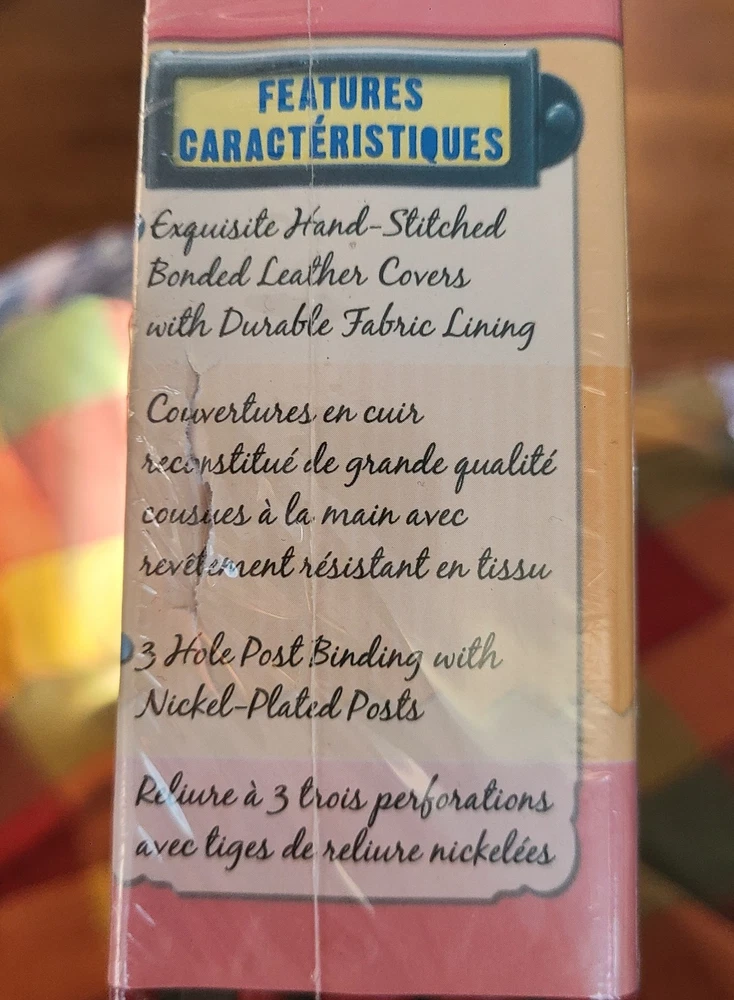 FEATURES
CARACTÉRISTIQUES
Exquisite Hand-Stitched
Bonded Leather Covers
with Durable Fabric Lining
Couvertures en cuir
reconstitué de grande qualité
cousues à la main avec
revêtement résistant en tissu
3 Hole Post Binding with
Nickel-Plated Posts
Reliure à 3 trois perforations
avec tiges de reliure nickelées